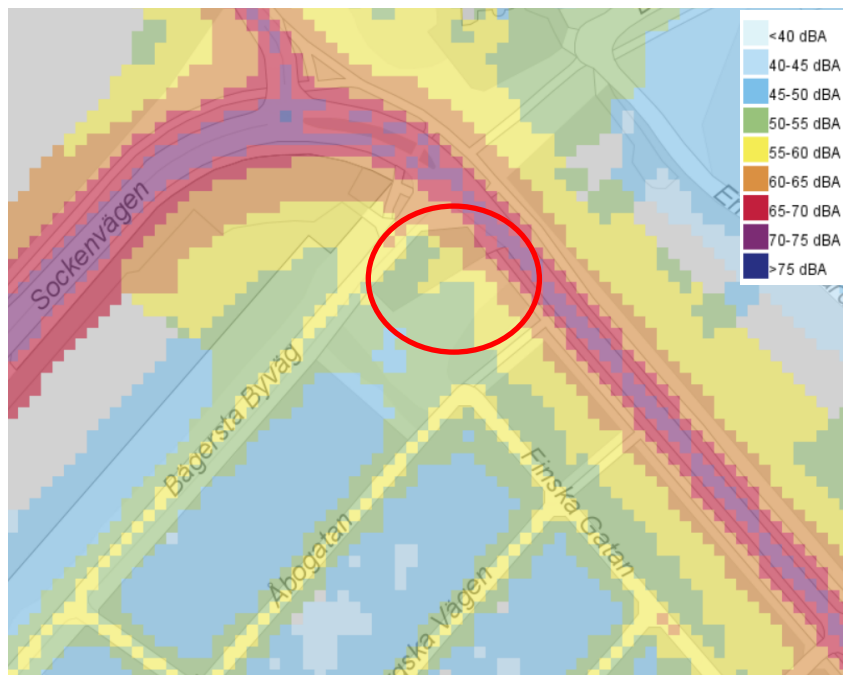 <40 dBA
40-45 dBA
45-50 dBA
50-55 dBA
55-60 dBA
60-65 dBA
65-70 dBA
70-75 dBA
>75 dBA
Sockenvägen
Bägersta Byväg
Åbogatan
Finska Gatan
Vägen